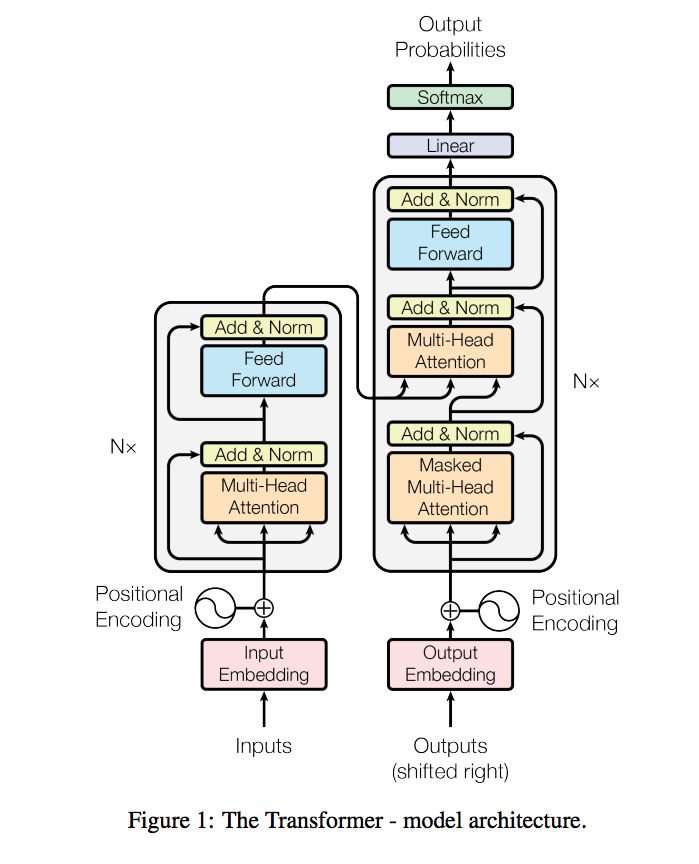 Output
Probabilities
Softmax
Linear
Add & Norm
Feed
Forward
Add & Norm
Multi-Head
Attention
Add & Norm
Masked
Multi-Head
Attention
N×
Add & Norm
Feed
Forward
Add & Norm
Multi-Head
Attention
N×
Positional
Encoding
Positional
Encoding
Input
Embedding
Output
Embedding
Inputs
Outputs
(shifted right)
Figure 1: The Transformer - model architecture.